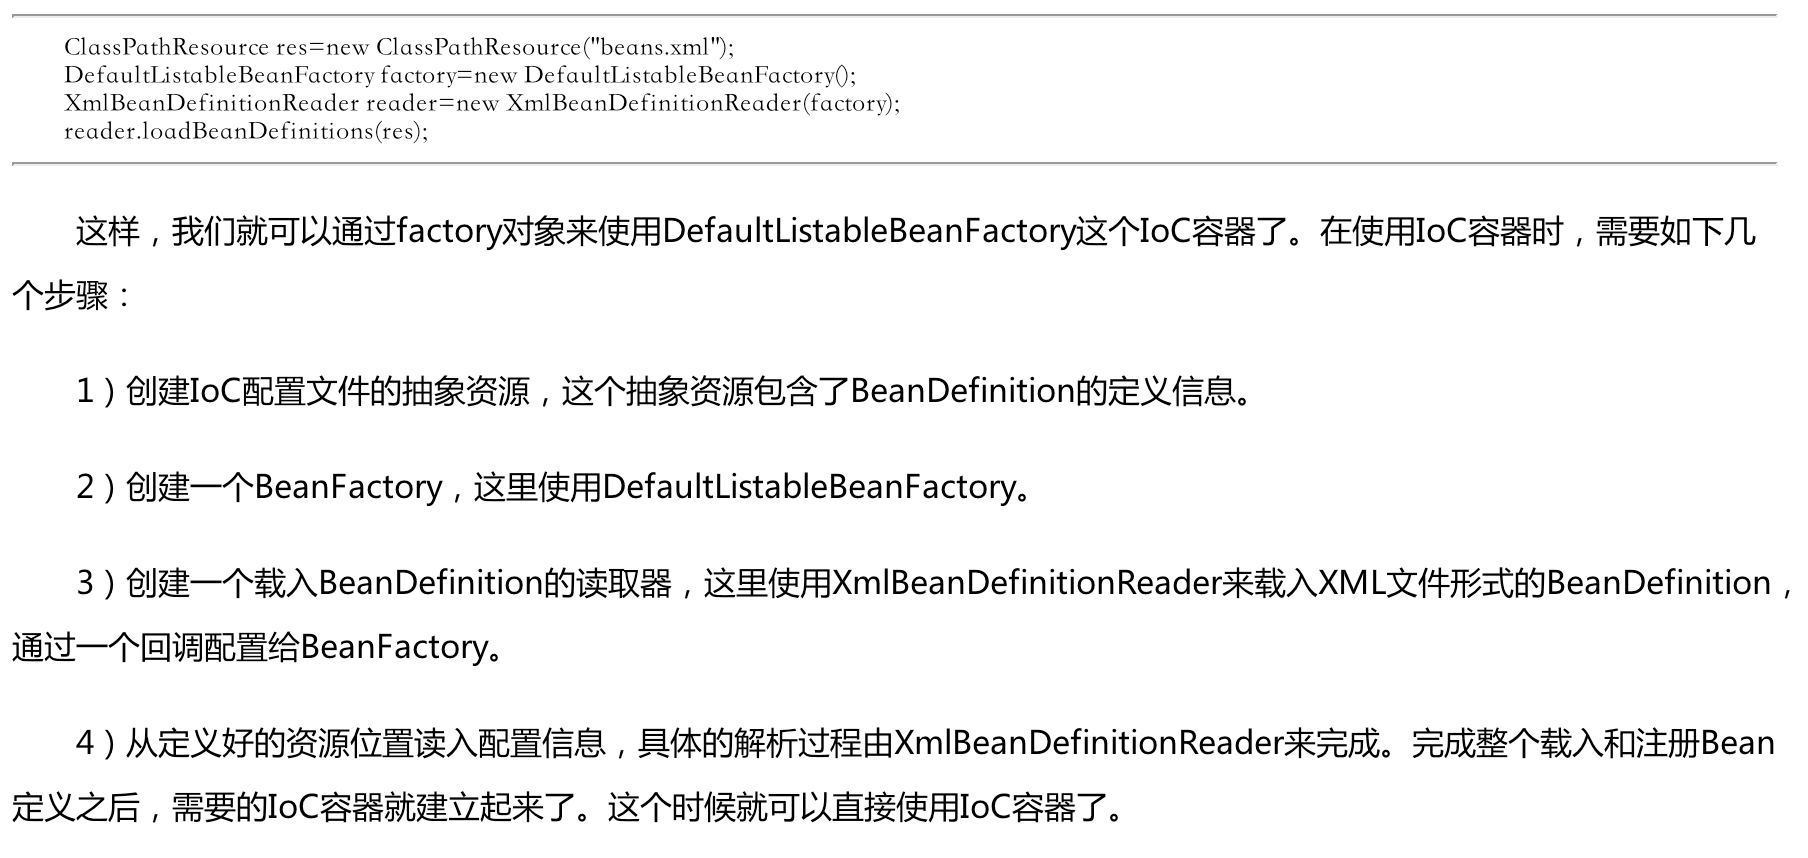 ClassPathResource res=new ClassPathResource("beans.xml");
DefaultListableBeanFactory factory=new DefaultListableBeanFactory();
XmlBeanDefinitionReader reader=new XmlBeanDefinitionReader(factory);
reader.loadBeanDefinitions(res);
这样，我们就可以通过factory对象来使用DefaultListableBeanFactory这个IoC容器了。在使用IoC容器时，需要如下几
个步骤：
1）创建IoC配置文件的抽象资源，这个抽象资源包含了BeanDefinition的定义信息。
2）创建一个BeanFactory，这里使用DefaultListableBeanFactory。
3）创建一个载入BeanDefinition的读取器，这里使用XmlBeanDefinitionReader来载入XML文件形式的BeanDefinition，
通过一个回调配置给BeanFactory。
4）从定义好的资源位置读入配置信息，具体的解析过程由XmlBeanDefinitionReader来完成。完成整个载入和注册Bean
定义之后，需要的IoC容器就建立起来了。这个时候就可以直接使用IoC容器了。